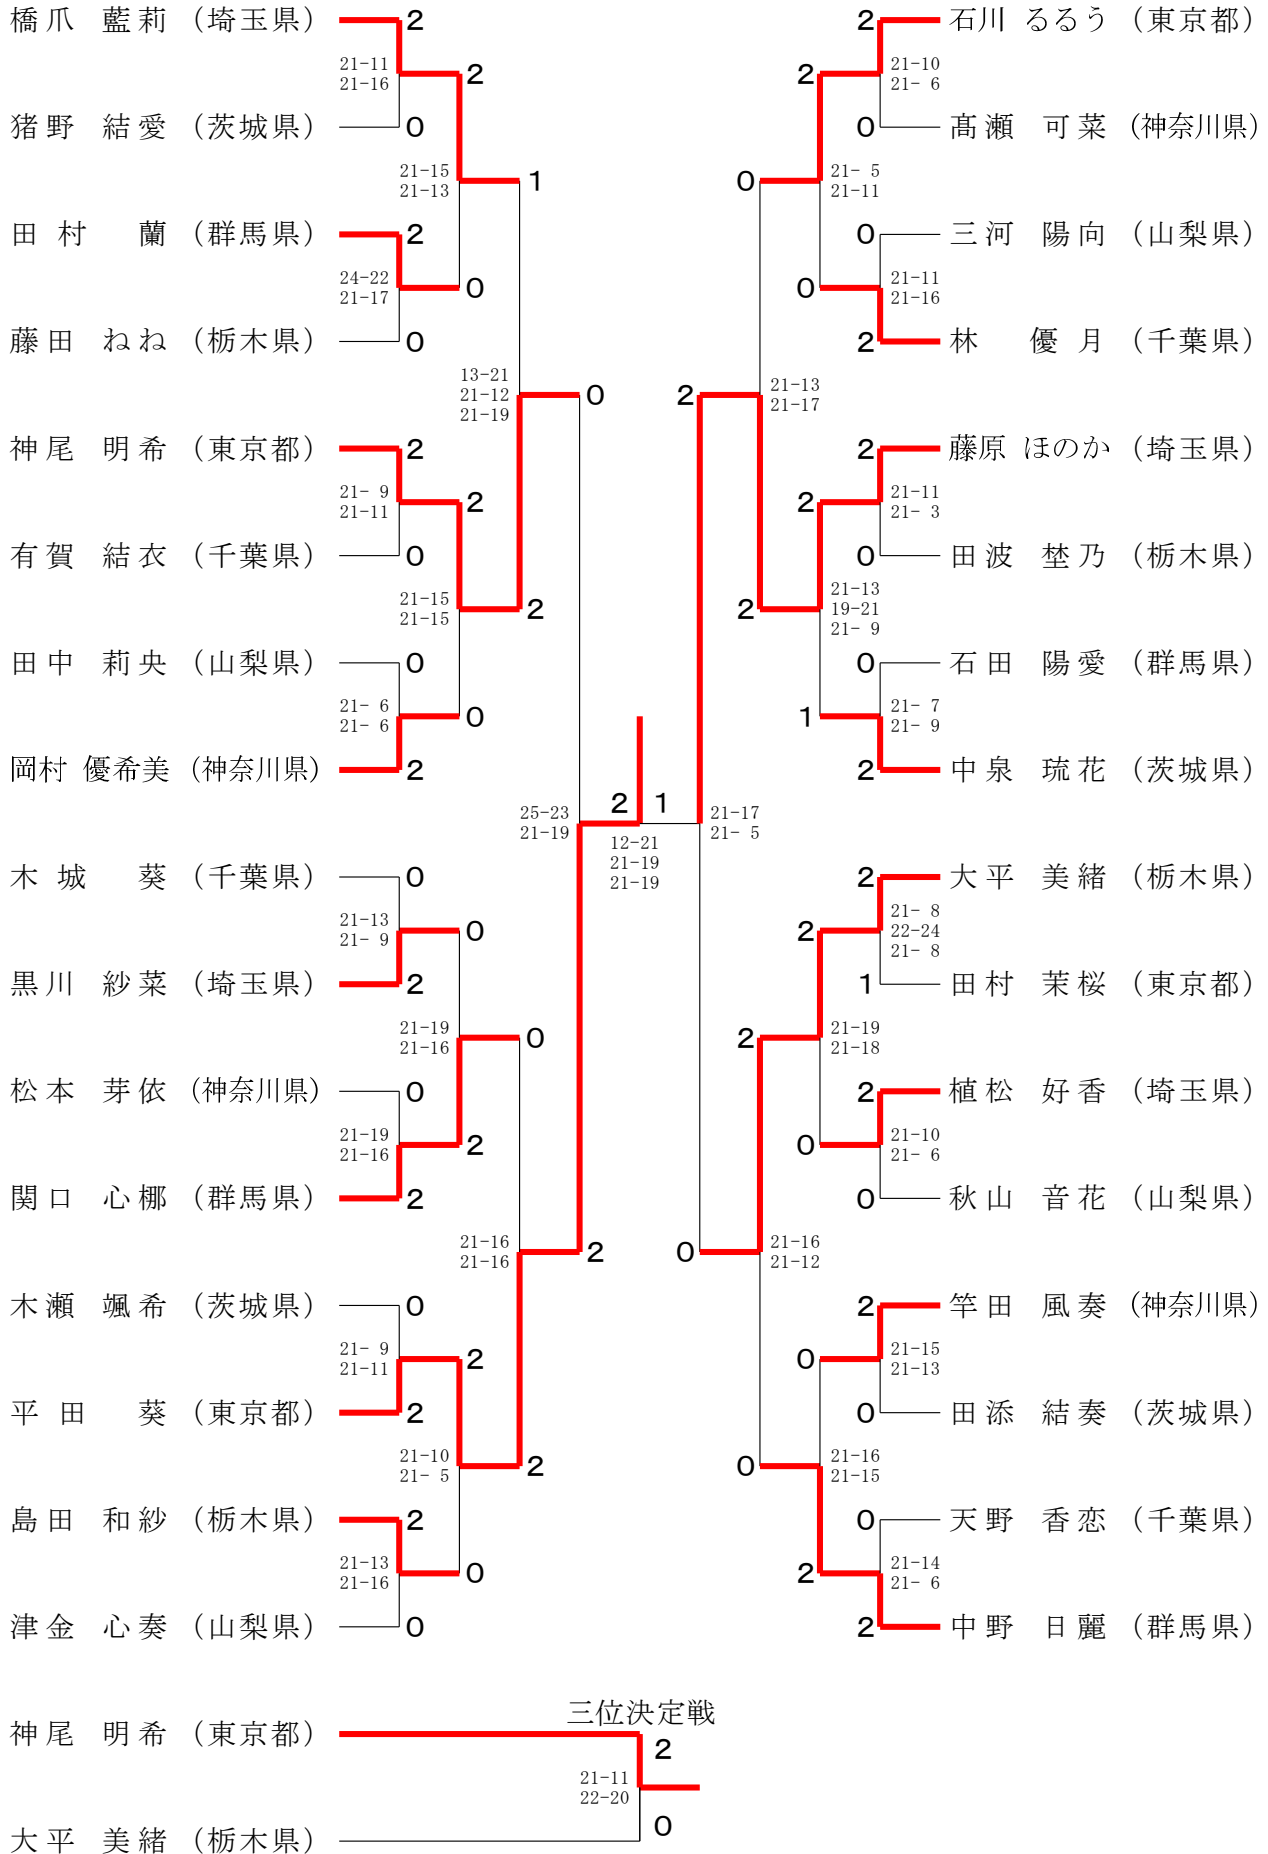 橋爪 藍莉 (埼玉県) 2
2 石川 るるう (東京都)
21-11
21-16
2
2
21-10
21- 6
猪野 結愛 (茨城県) 0
0 髙瀬 可菜 (神奈川県)
21-15
21-13
1
0
21- 5
21-11
田村 蘭 (群馬県) 2
0 三河 陽向 (山梨県)
24-22
21-17
0
0
21-11
21-16
藤田 ねね (栃木県) 0
2 林 優月 (千葉県)
13-21
21-12
21-19
0
2
21-13
21-17
神尾 明希 (東京都) 2
2 藤原 ほのか (埼玉県)
21- 9
21-11
2
2
21-11
21- 3
有賀 結衣 (千葉県) 0
0 田波 埜乃 (栃木県)
21-15
21-15
2
2
21-13
19-21
21- 9
田中 莉央 (山梨県) 0
0 石田 陽愛 (群馬県)
21- 6
21- 6
0
1
21- 7
21- 9
岡村 優希美 (神奈川県) 2
2 中泉 琉花 (茨城県)
25-23
21-19
2 1
12-21
21-19
21-19
21-17
21- 5
木城 葵 (千葉県) 0
2 大平 美緒 (栃木県)
21-13
21- 9
0
2
21- 8
22-24
21- 8
黒川 紗菜 (埼玉県) 2
1 田村 茉桜 (東京都)
21-19
21-16
0
2
21-19
21-18
松本 芽依 (神奈川県) 0
2 植松 好香 (埼玉県)
21-19
21-16
2
0
21-10
21- 6
関口 心梛 (群馬県) 2
0 秋山 音花 (山梨県)
21-16
21-16
2
0
21-16
21-12
木瀬 颯希 (茨城県) 0
2 竿田 風奏 (神奈川県)
21- 9
21-11
2
0
21-15
21-13
平田 葵 (東京都) 2
0 田添 結奏 (茨城県)
21-10
21- 5
2
0
21-16
21-15
島田 和紗 (栃木県) 2
0 天野 香恋 (千葉県)
21-13
21-16
0
2
21-14
21- 6
津金 心奏 (山梨県) 0
2 中野 日麗 (群馬県)
三位決定戦
神尾 明希 (東京都)
2
21-11
22-20
0
大平 美緒 (栃木県)